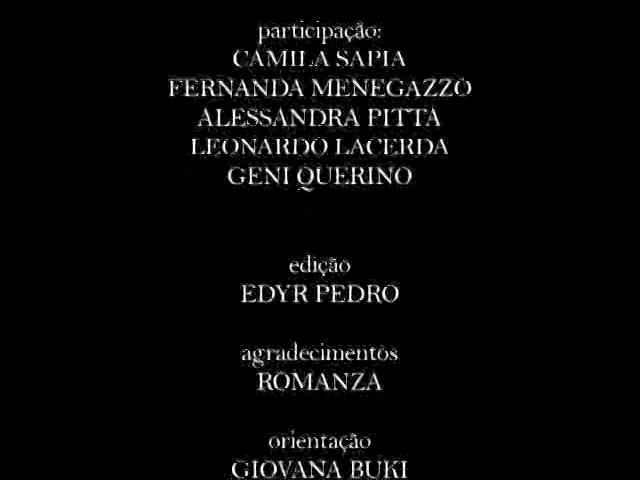 participação:
CAMILA SAPIA
FERNANDA MENEGAZZO
ALESSANDRA PITTA
LEONARDO LACERDA
GENI QUERINO
edição
EDYR PEDRO
agradecimentos
ROMANZA
orientação
GIOVANA BUKI